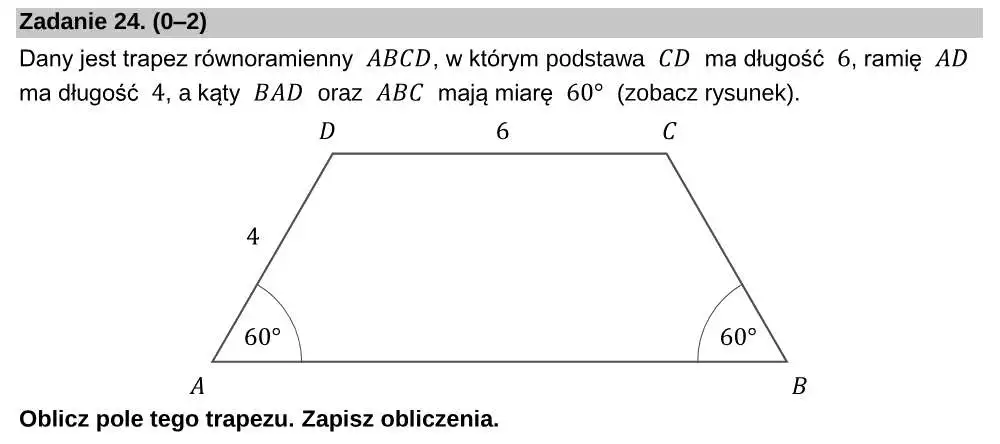 Zadanie 24. (0–2)
Dany jest trapez równoramienny ABCD, w którym podstawa CD ma długość 6, ramię AD
ma długość 4, a kąty BAD oraz ABC mają miarę 60° (zobacz rysunek).
D 6 C
4
60° 60°
A B
Oblicz pole tego trapezu. Zapisz obliczenia.